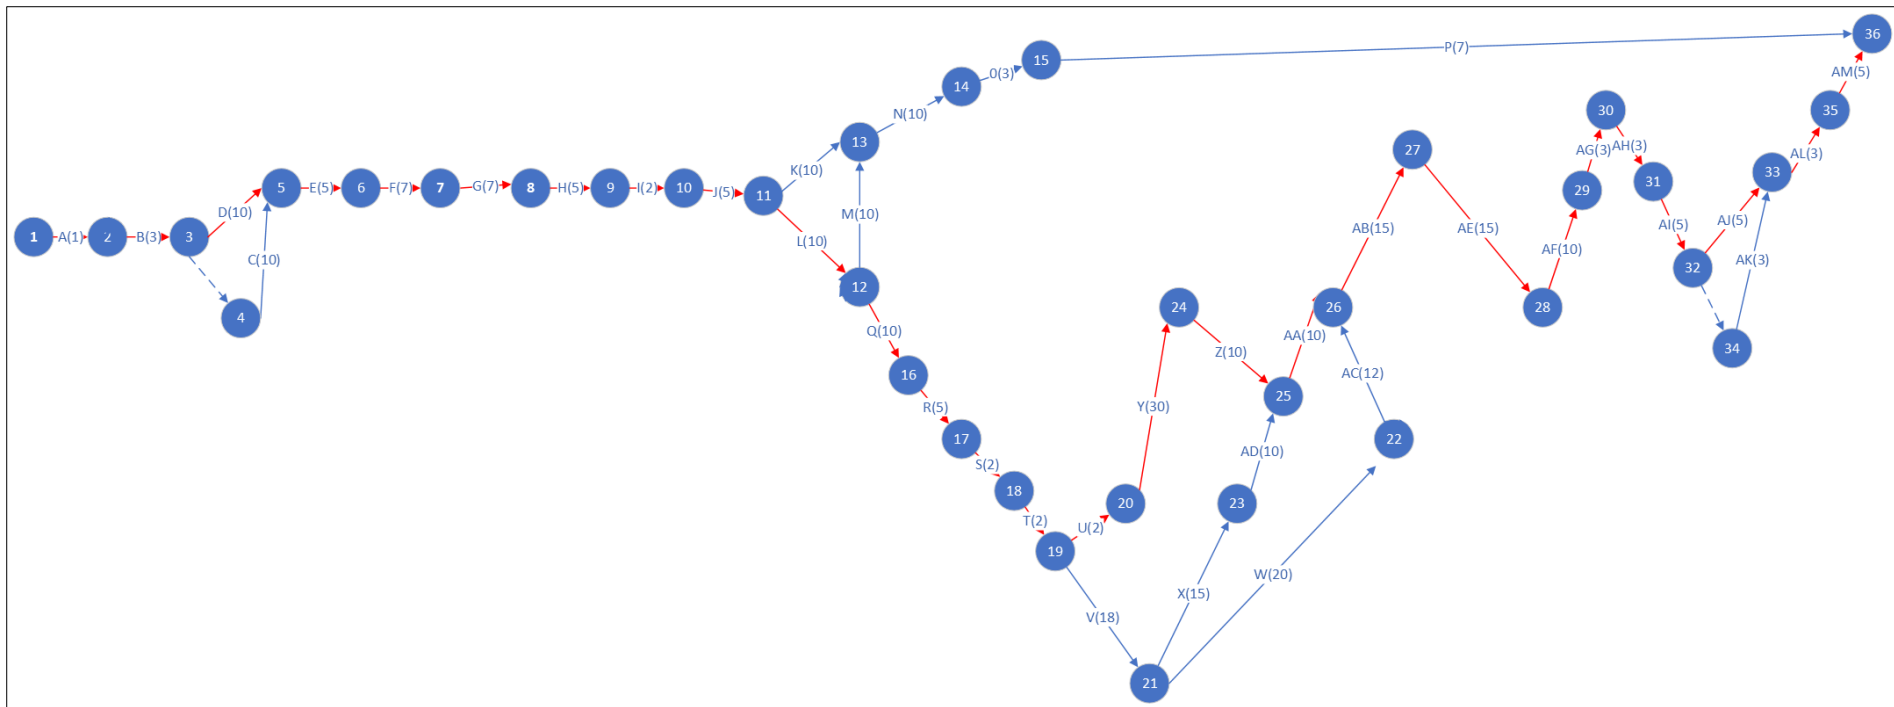 36
P(7)
15
0(3)
AM(5)
14
30
35
N(10)
13
27
AG(3)
AH(3)
AL(3)
K(10)
33
5
E(5)
6
F(7)
7
G(7)
8
H(5)
9
I(2)
10
J(5)
11
29
31
D(10)
M(10)
AB(15)
AE(15)
AI(5)
AJ(5)
1
A(1)
2
B(3)
3
L(10)
AF(10)
C(10)
32
AK(3)
12
4
24
26
28
Q(10)
AA(10)
34
Z(10)
16
AC(12)
R(5)
Y(30)
25
17
22
S(2)
AD(10)
18
20
23
T(2)
U(2)
19
W(20)
X(15)
V(18)
21